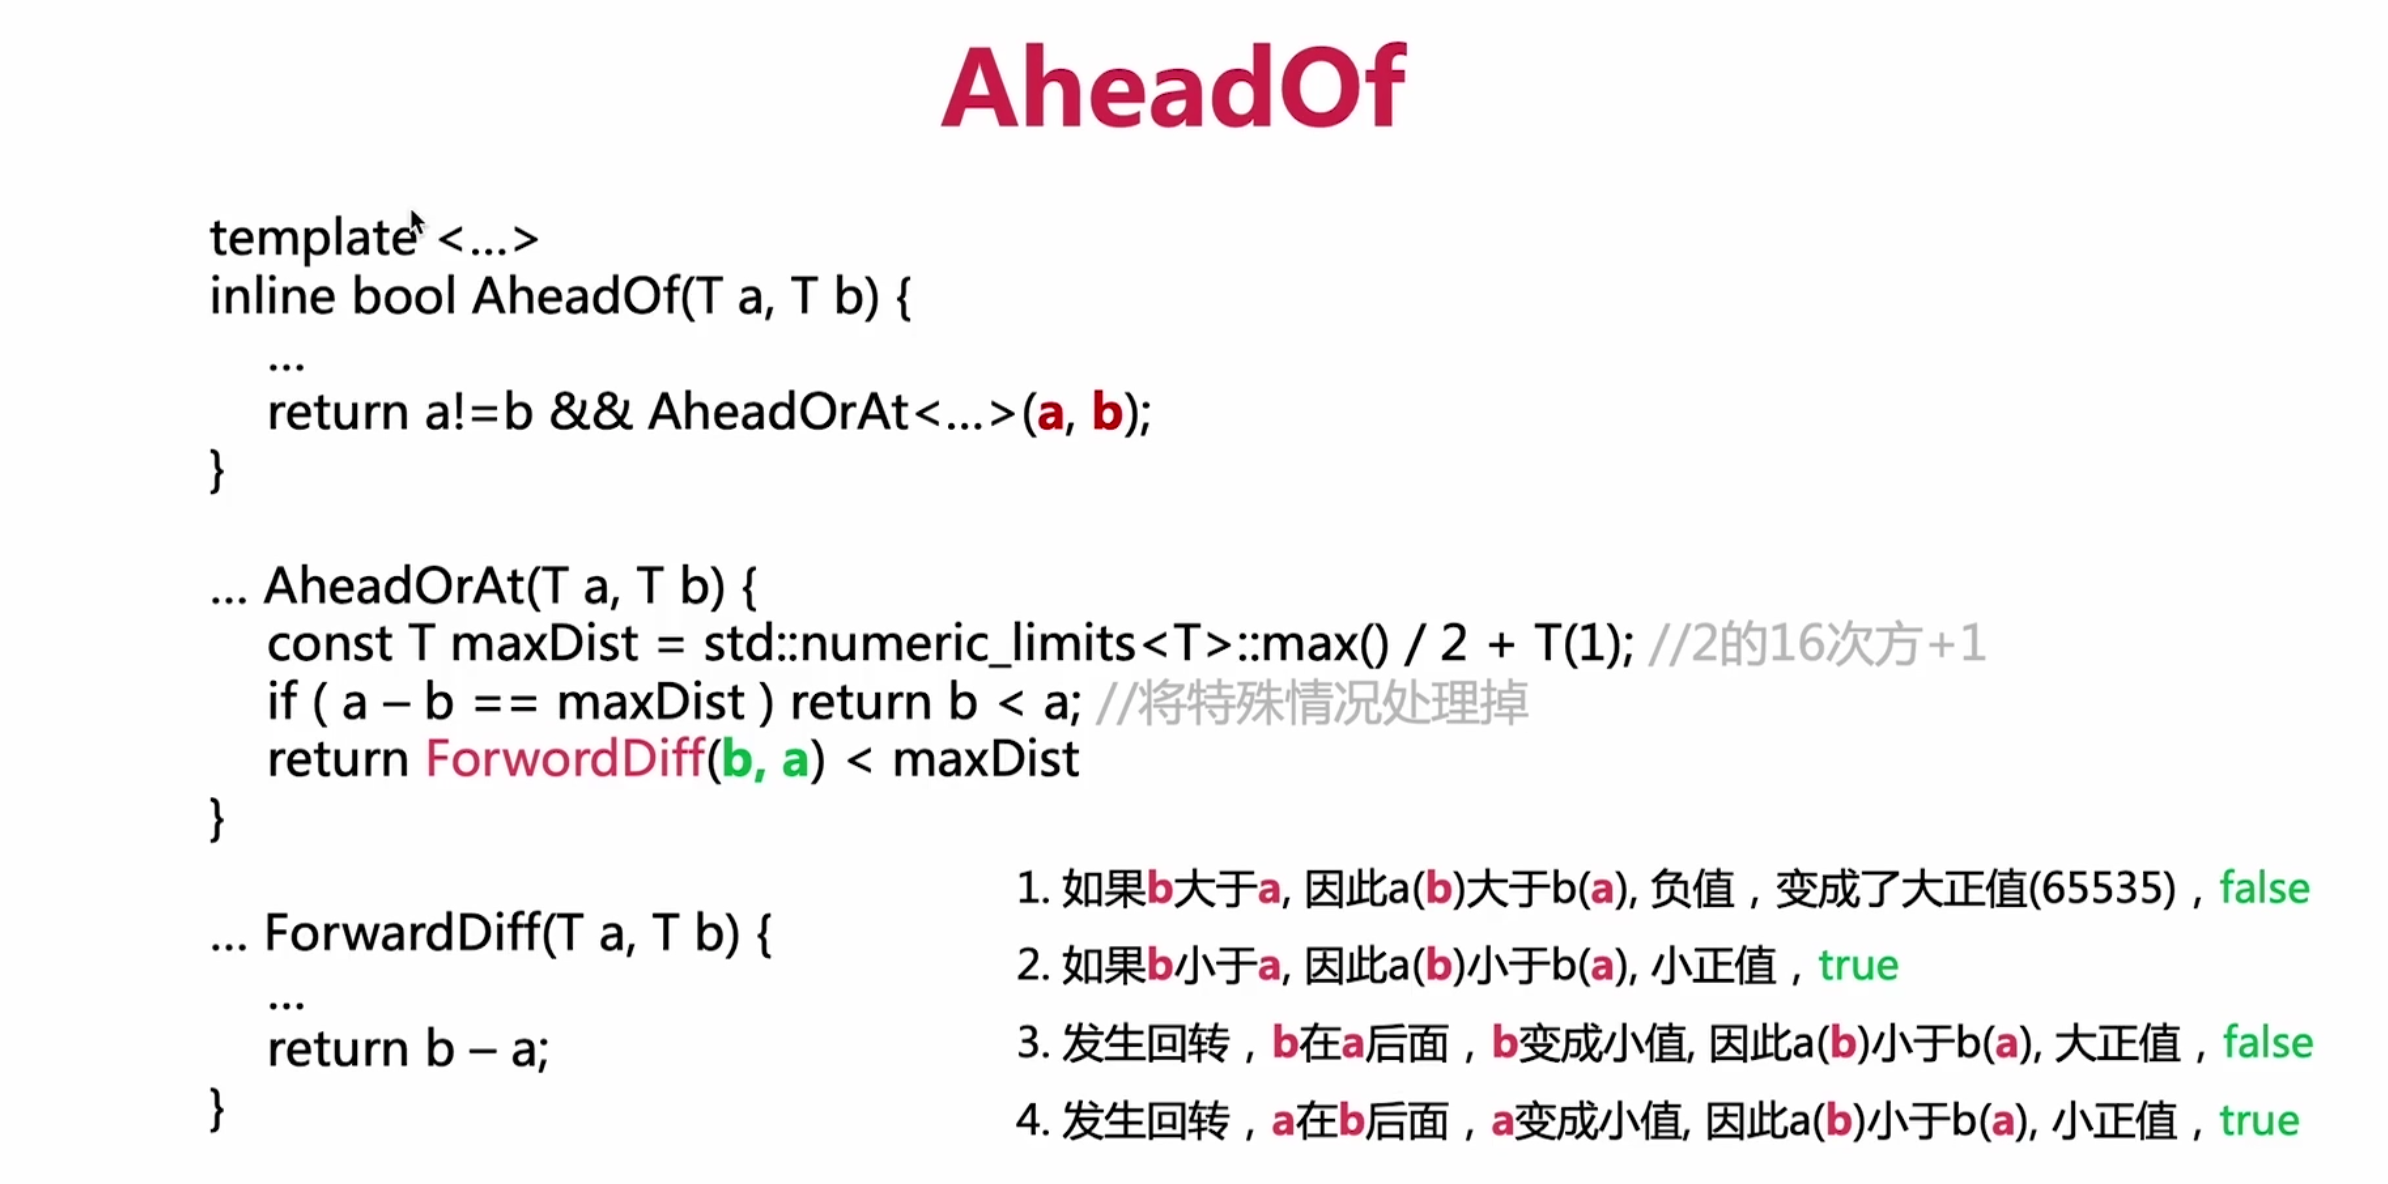 AheadOf
template <...>
inline bool AheadOf(T a, T b) {
...
return a!=b && AheadOrAt<...>(a, b);
}
... AheadOrAt(T a, T b) {
const T maxDist = std::numeric_limits<T>::max() / 2 + T(1); //2的16次方+1
if ( a – b == maxDist ) return b < a; //将特殊情况处理掉
return ForwordDiff(b, a) < maxDist
}
... ForwardDiff(T a, T b) {
...
return b – a;
}
1. 如果b大于a, 因此a(b)大于b(a), 负值，变成了大正值(65535)，false
2. 如果b小于a, 因此a(b)小于b(a), 小正值，true
3. 发生回转，b在a后面，b变成小值, 因此a(b)小于b(a), 大正值，false
4. 发生回转，a在b后面，a变成小值, 因此a(b)小于b(a), 小正值，true